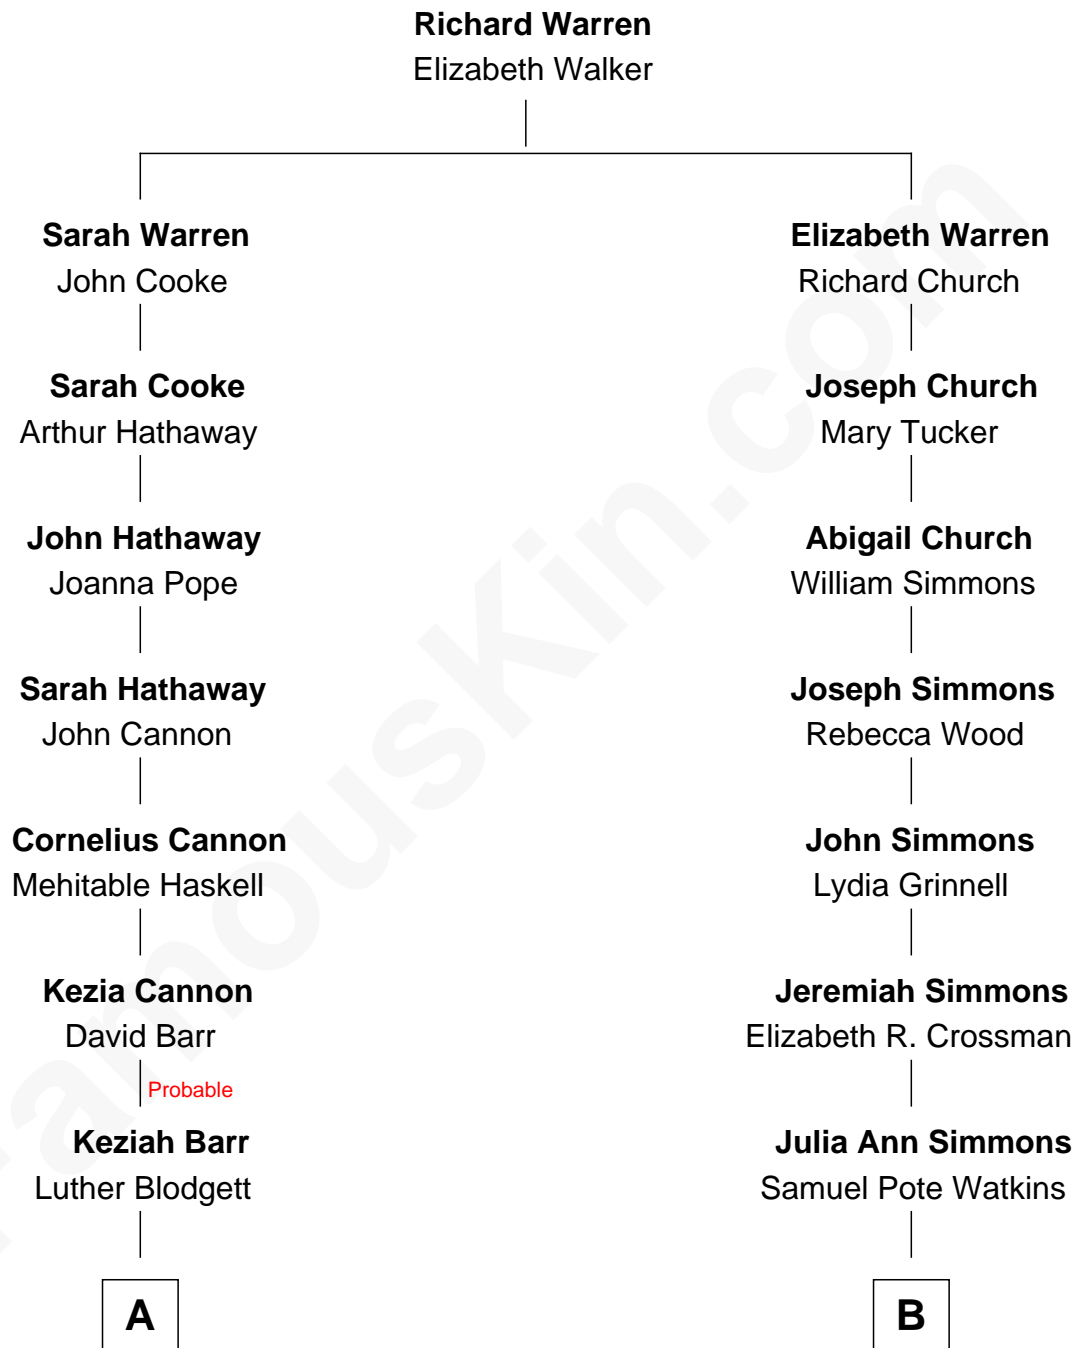 Richard Warren
Elizabeth Walker
Sarah Warren
John Cooke
Elizabeth Warren
Richard Church
Sarah Cooke
Arthur Hathaway
Joseph Church
Mary Tucker
John Hathaway
Joanna Pope
Abigail Church
William Simmons
Sarah Hathaway
John Cannon
Joseph Simmons
Rebecca Wood
Cornelius Cannon
Mehitable Haskell
John Simmons
Lydia Grinnell
Kezia Cannon
David Barr
Jeremiah Simmons
Elizabeth R. Crossman
Probable
Keziah Barr
Luther Blodgett
Julia Ann Simmons
Samuel Pote Watkins
A
B
FamousKin.com